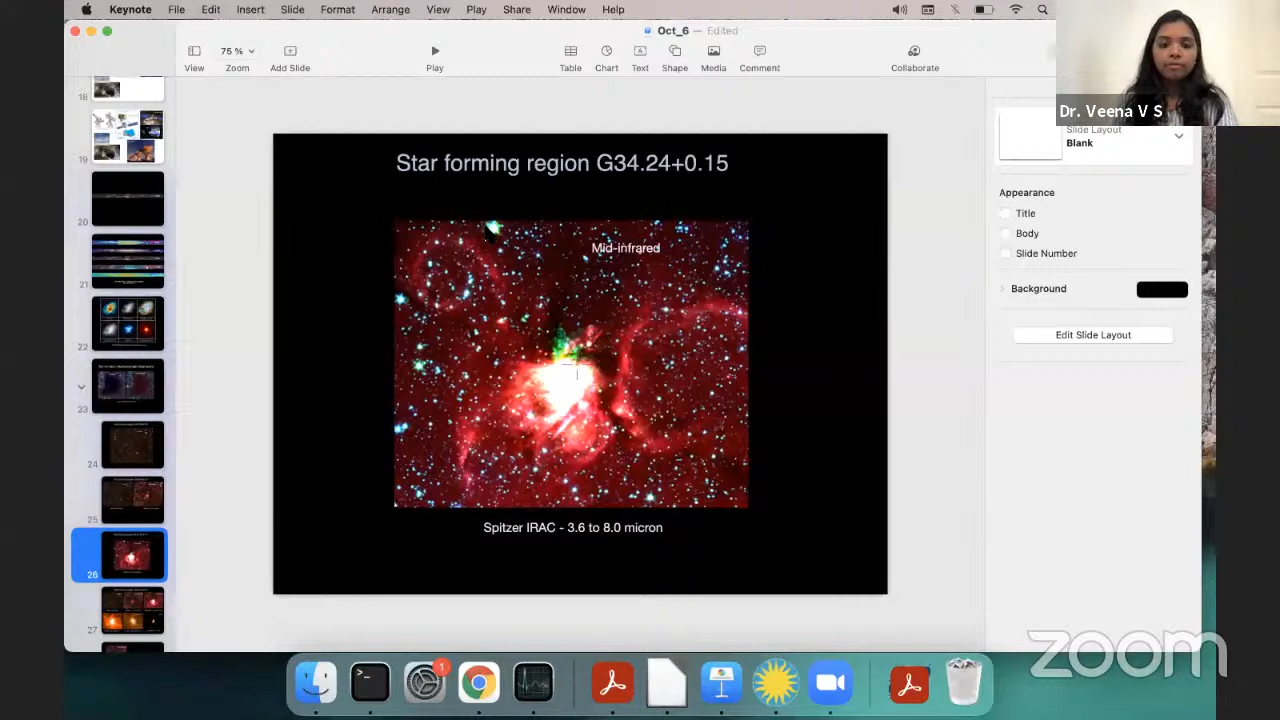 Keynote File Edit Insert Slide Format Arrange View Play Share Window Help
Oct_6 — Edited
75 %
View Zoom Add Slide Play Table Chart Text Shape Media Comment Collaborate
Dr. Veena V S
Slide Layout
Blank
Appearance
Title
Body
Slide Number
Background
Edit Slide Layout
18
19
20
21
22
23
24
25
26
27
Star forming region G34.24+0.15
Mid-infrared
Spitzer IRAC - 3.6 to 8.0 micron
1
zoom